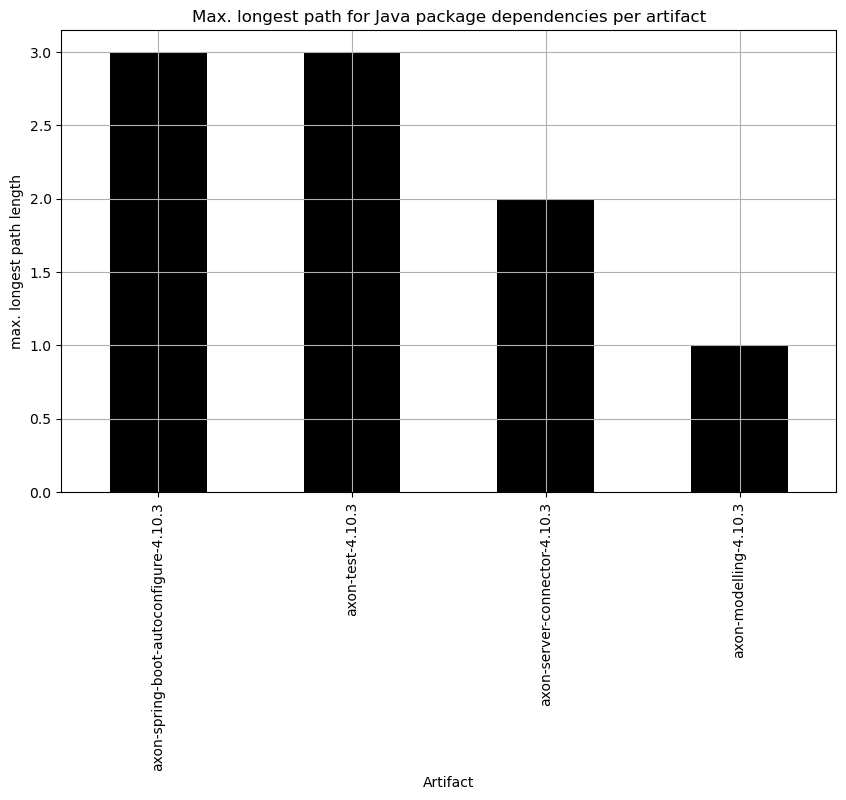 Max. longest path for Java package dependencies per artifact
max. longest path length
3.0
2.5
2.0
1.5
1.0
0.5
0.0
axon-spring-boot-autoconfigure-4.10.3
axon-test-4.10.3
axon-server-connector-4.10.3
axon-modelling-4.10.3
Artifact